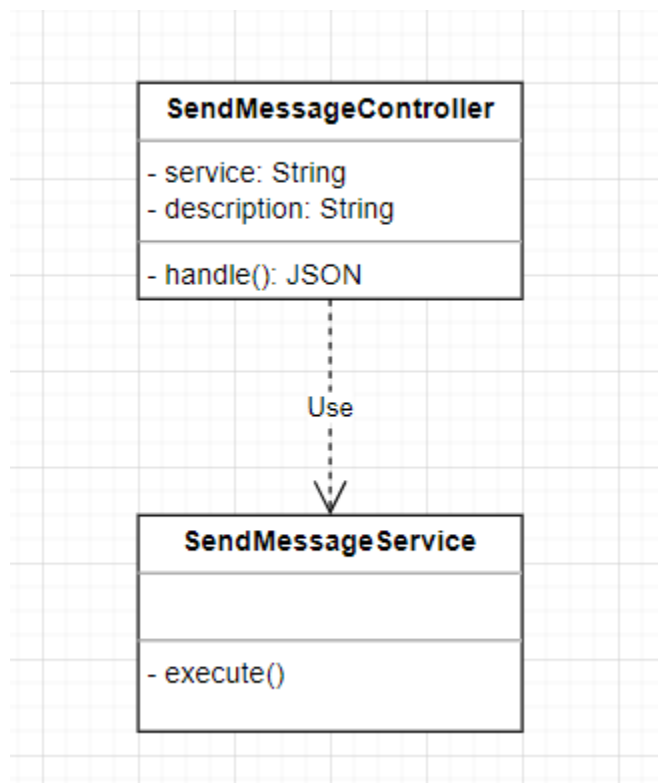 SendMessageController
- service: String
- description: String
- handle(): JSON
Use
SendMessageService
- execute()